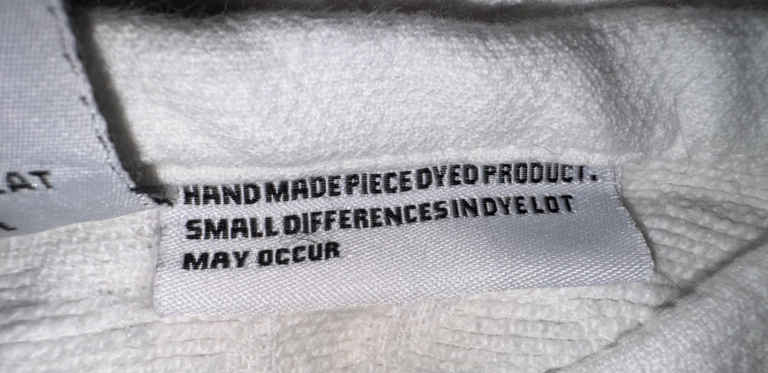 HAND MADE PIECE DYED PRODUCT.
SMALL DIFFERENCES IN DYE LOT
MAY OCCUR